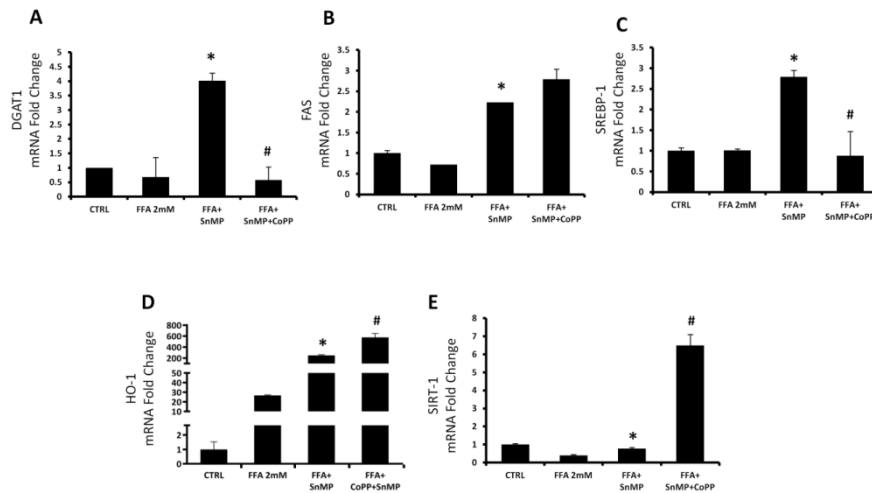 A
DGAT1
mRNA Fold Change
5
4.5
4
3.5
3
2.5
2
1.5
1
0.5
0
*
#
CTRL
FFA 2mM
FFA+
SnMP
FFA+
SnMP+CoPP
B
FAS
mRNA Fold Change
3.5
3
2.5
2
1.5
1
0.5
0
*
CTRL
FFA 2mM
FFA+
SnMP
FFA+
SnMP+CoPP
C
SREBP-1
mRNA Fold Change
3.5
3
2.5
2
1.5
1
0.5
0
*
#
CTRL
FFA 2mM
FFA+
SnMP
FFA+
SnMP+CoPP
D
HO-1
mRNA Fold Change
800
600
400
200
50
40
30
20
10
2
1
0
*
#
CTRL
FFA 2mM
FFA+
SnMP
FFA+
CoPP+SnMP
E
SIRT-1
mRNA Fold Change
8
7
6
5
4
3
2
1
0
*
#
CTRL
FFA 2mM
FFA+
SnMP
FFA+
SnMP+CoPP